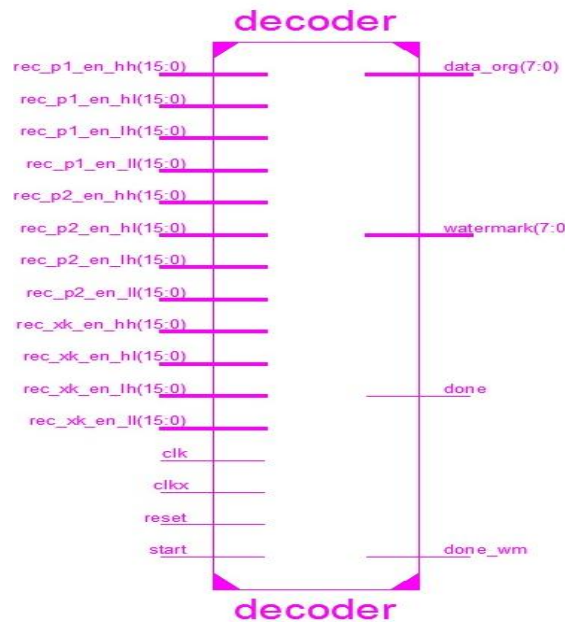 decoder
rec_p1_en_hh(15:0)
rec_p1_en_hl(15:0)
rec_p1_en_lh(15:0)
rec_p1_en_ll(15:0)
rec_p2_en_hh(15:0)
rec_p2_en_hl(15:0)
rec_p2_en_lh(15:0)
rec_p2_en_ll(15:0)
rec_xk_en_hh(15:0)
rec_xk_en_hl(15:0)
rec_xk_en_lh(15:0)
rec_xk_en_ll(15:0)
clk
clkx
reset
start
data_org(7:0)
watermark(7:0
done
done_wm
decoder